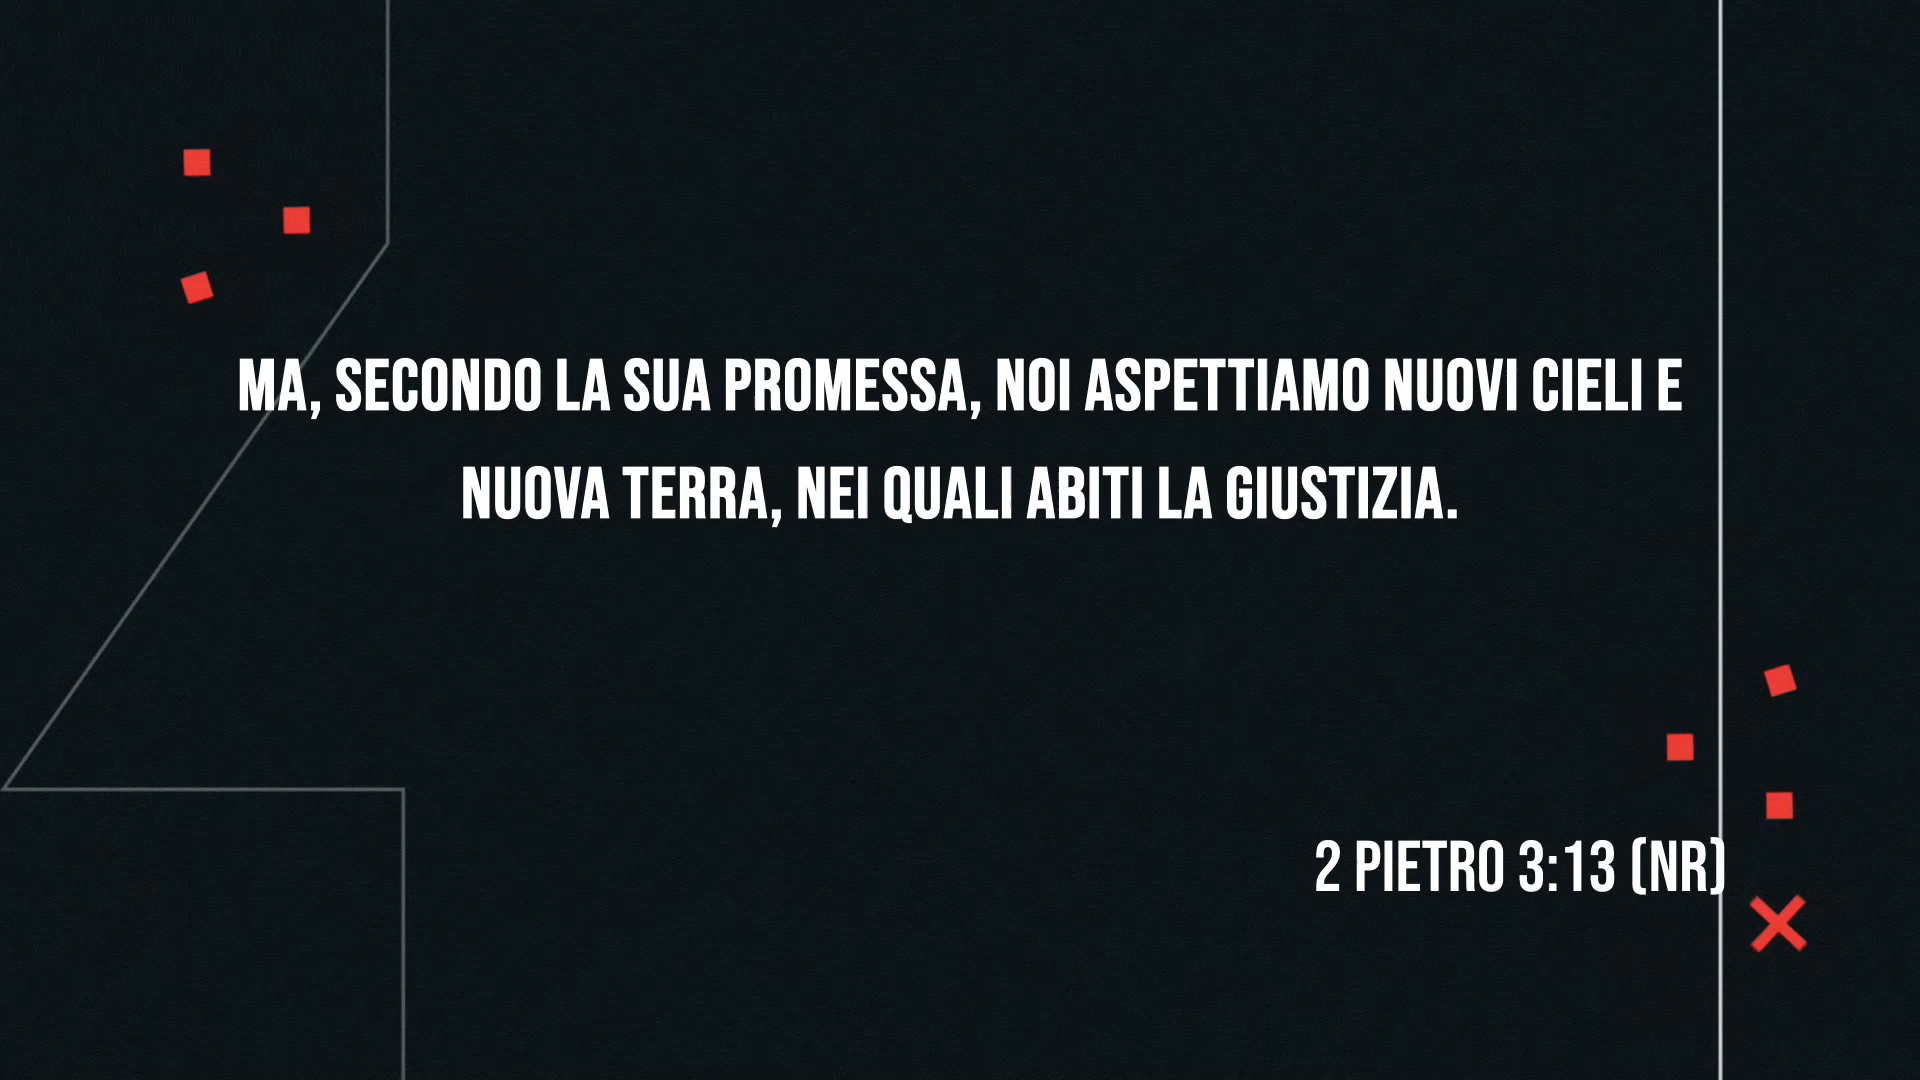 MA, SECONDO LA SUA PROMESSA, NOI ASPETTIAMO NUOVI CIELI E
NUOVA TERRA, NEI QUALI ABITI LA GIUSTIZIA.
2 PIETRO 3:13 (NR)